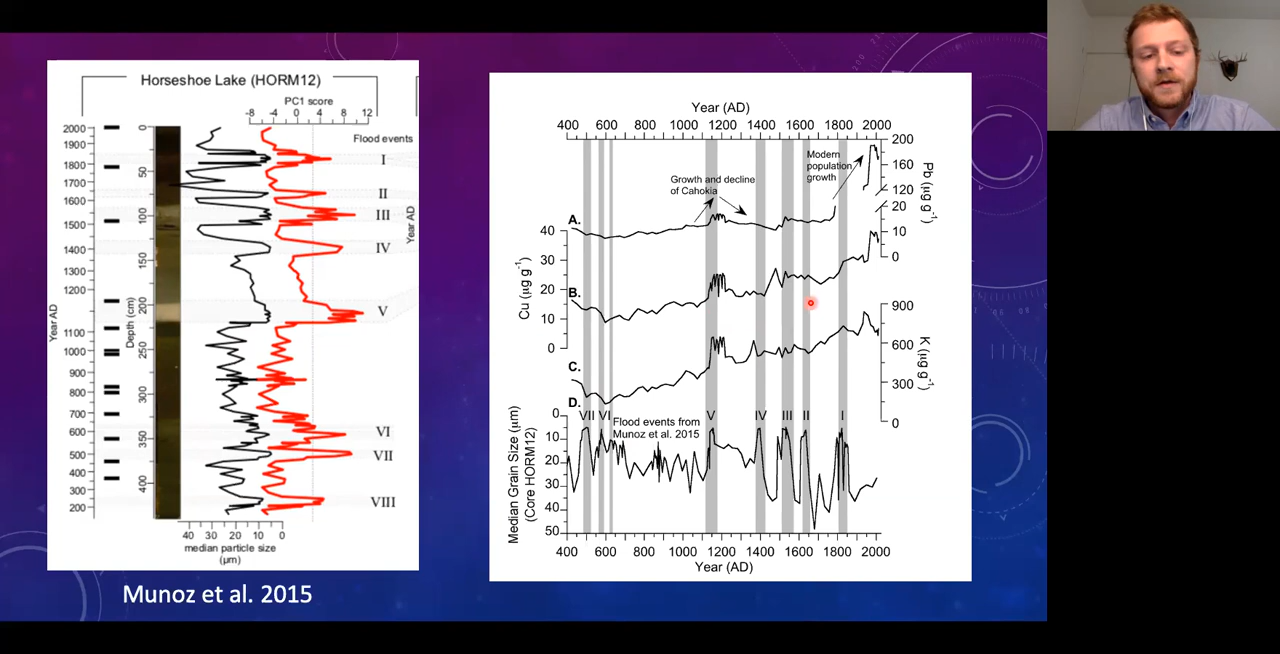 Horseshoe Lake (HORM12)
PC1 score
-8 -4 0 4 8 12
Flood events
2000
1900
1800
1700
1600
1500
1400
1300
1200
1100
1000
900
800
700
600
500
400
300
200
Year AD
0
50
100
150
200
250
300
350
400
Depth (cm)
I
II
III
IV
V
VI
VII
VIII
Year AD
40 30 20 10 0
median particle size
(μm)
Munoz et al. 2015
Year (AD)
400 600 800 1000 1200 1400 1600 1800 2000
200
160
120
20
10
0
Pb (μg g⁻¹)
Modern
population
growth
Growth and decline
of Cahokia
A.
40
30
20
10
0
Cu (μg g⁻¹)
B.
900
600
300
0
K (μg g⁻¹)
C.
D.
VII VI V IV III II I
Flood events from
Munoz et al. 2015
0
10
20
30
40
50
Median Grain Size (μm)
(Core HORM12)
400 600 800 1000 1200 1400 1600 1800 2000
Year (AD)